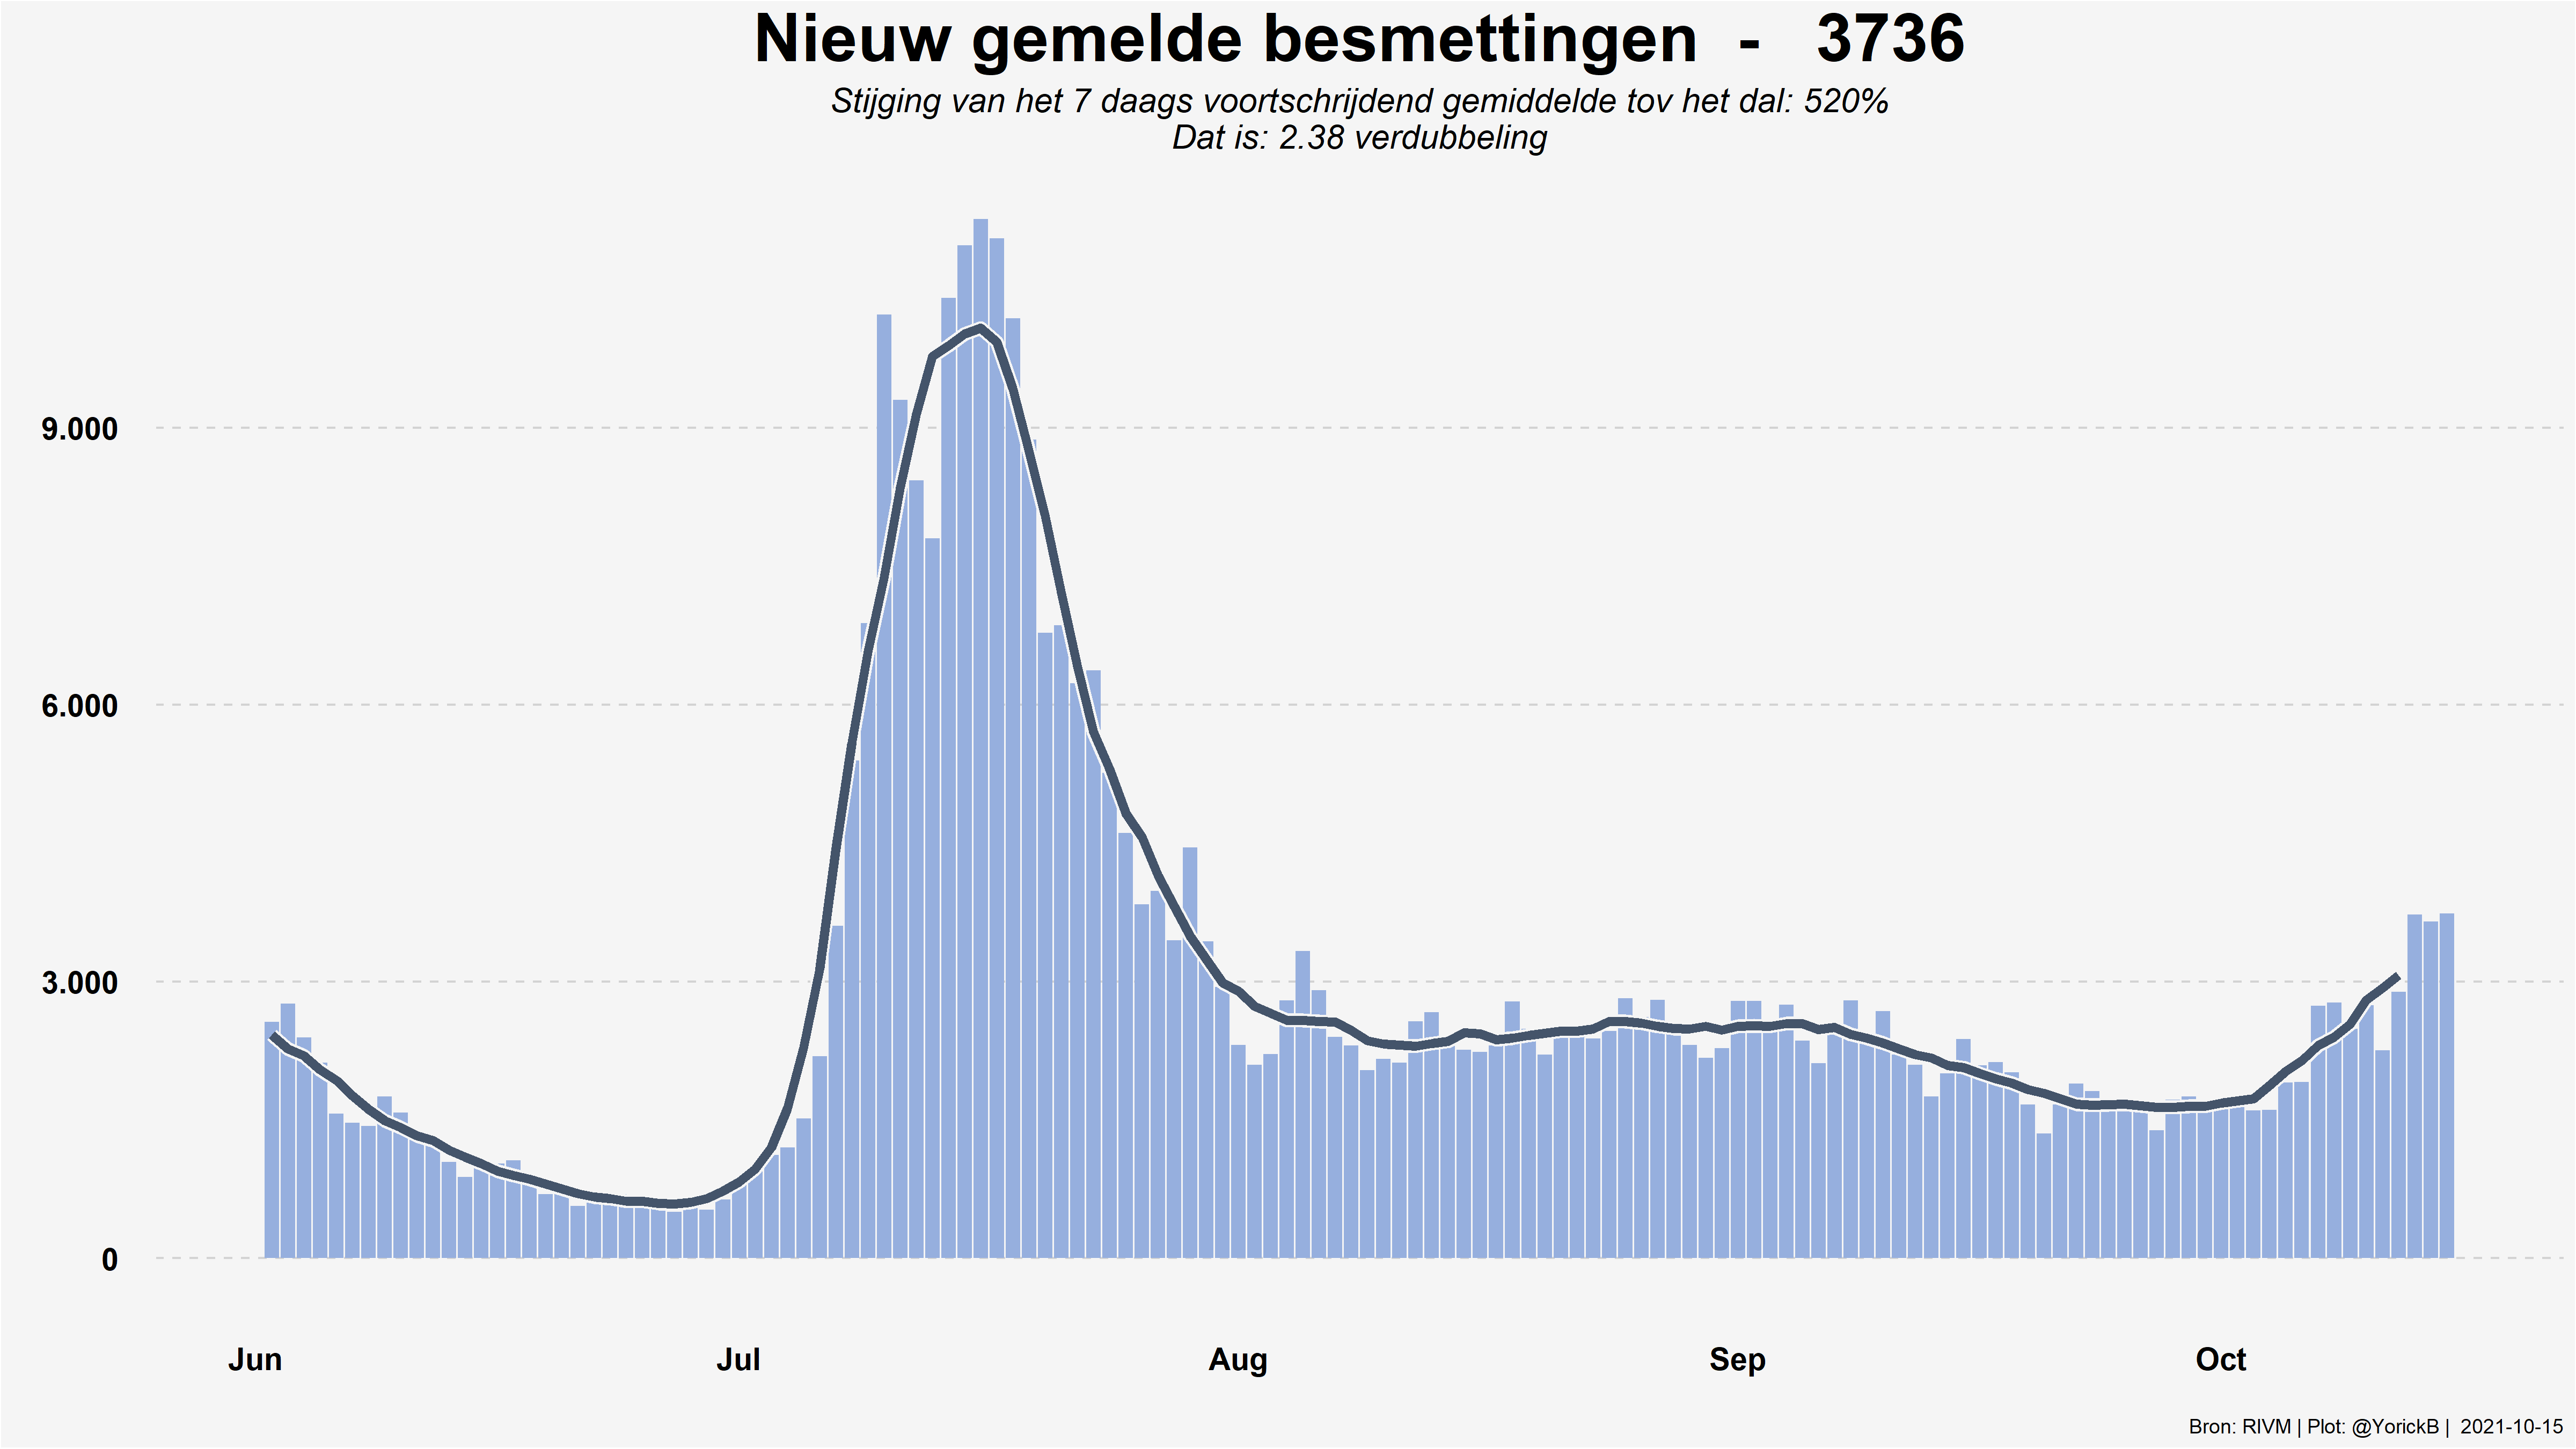 Nieuw gemelde besmettingen - 3736
Stijging van het 7 daags voortschrijdend gemiddelde tov het dal: 520%
Dat is: 2.38 verdubbeling
9.000
6.000
3.000
0
Jun Jul Aug Sep Oct
Bron: RIVM | Plot: @YorickB | 2021-10-15